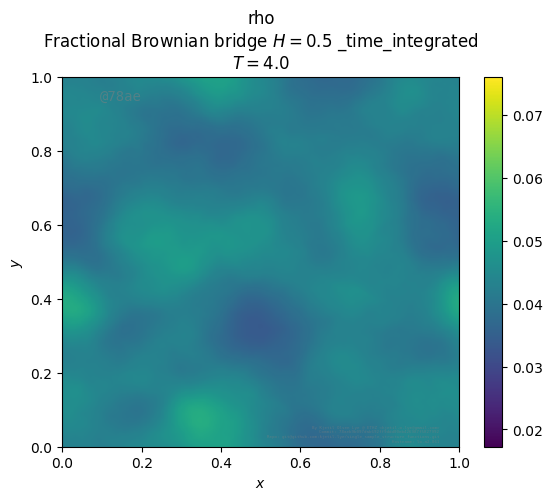 rho
Fractional Brownian bridge H = 0.5 _time_integrated
T = 4.0
@78ae
1.0
0.8
0.6
0.4
0.2
0.0
y
0.0 0.2 0.4 0.6 0.8 1.0
x
0.07
0.06
0.05
0.04
0.03
0.02